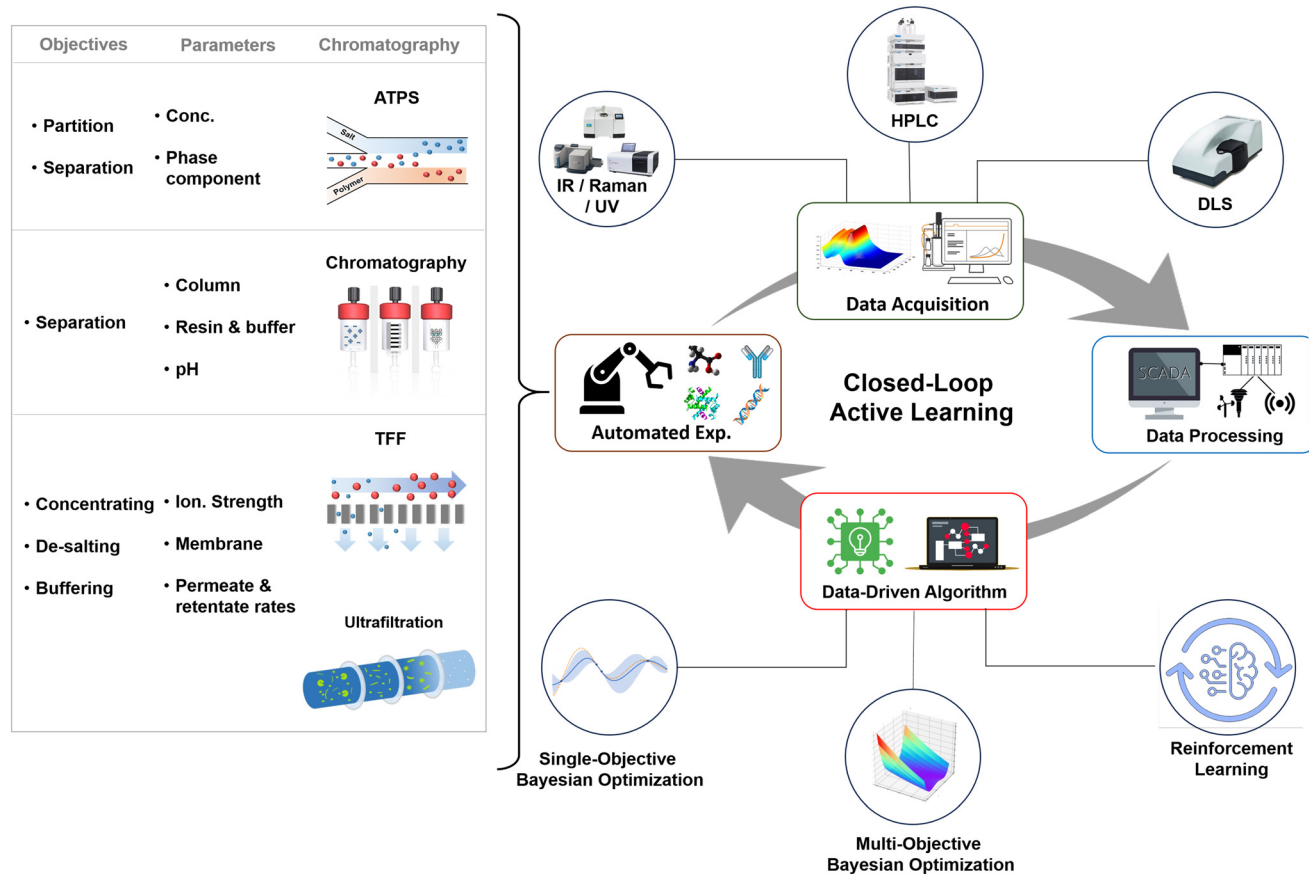 Objectives
Parameters
Chromatography
ATPS
• Partition
• Separation
• Conc.
• Phase
component
Salt
Polymer
Chromatography
• Separation
• Column
• Resin & buffer
• pH
TFF
• Concentrating
• De-salting
• Buffering
• Ion. Strength
• Membrane
• Permeate &
retentate rates
Ultrafiltration
IR / Raman
/ UV
HPLC
DLS
Data Acquisition
Automated Exp.
Closed-Loop
Active Learning
SCADA
Data Processing
Data-Driven Algorithm
Single-Objective
Bayesian Optimization
Multi-Objective
Bayesian Optimization
Reinforcement
Learning